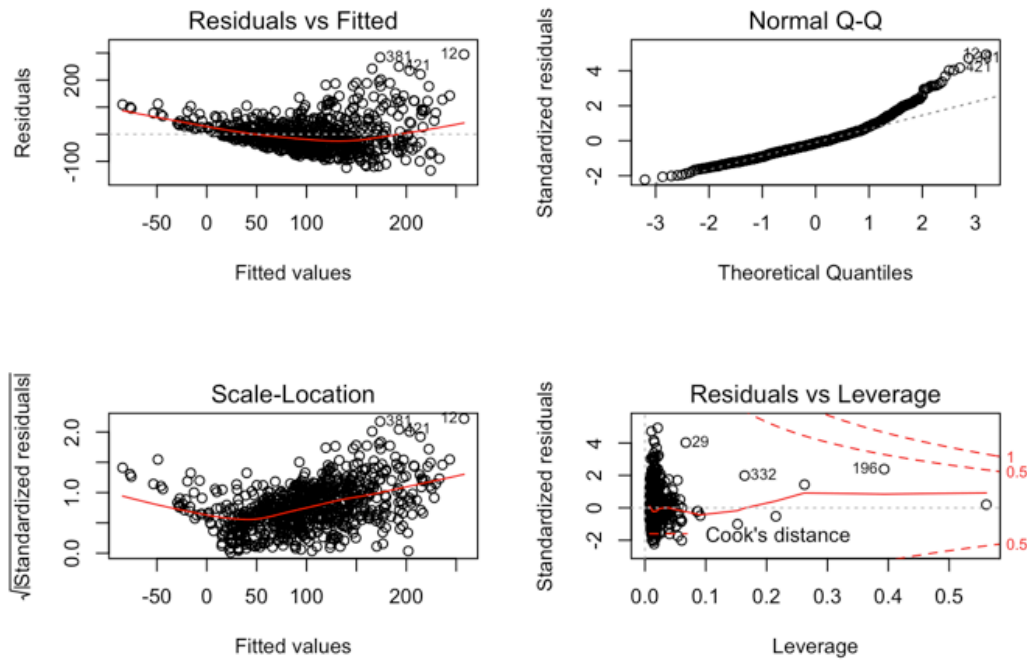 Residuals vs Fitted
Residuals
200
-100
381
421
12
-50 0 50 100 200
Fitted values
Normal Q-Q
Standardized residuals
4
2
0
-2
421
-3 -2 -1 0 1 2 3
Theoretical Quantiles
Scale-Location
√|Standardized residuals|
2.0
1.0
0.0
381
421
12
-50 0 50 100 200
Fitted values
Residuals vs Leverage
Standardized residuals
4
2
0
-2
29
332
196
1
0.5
0.5
Cook's distance
0.0 0.1 0.2 0.3 0.4 0.5
Leverage